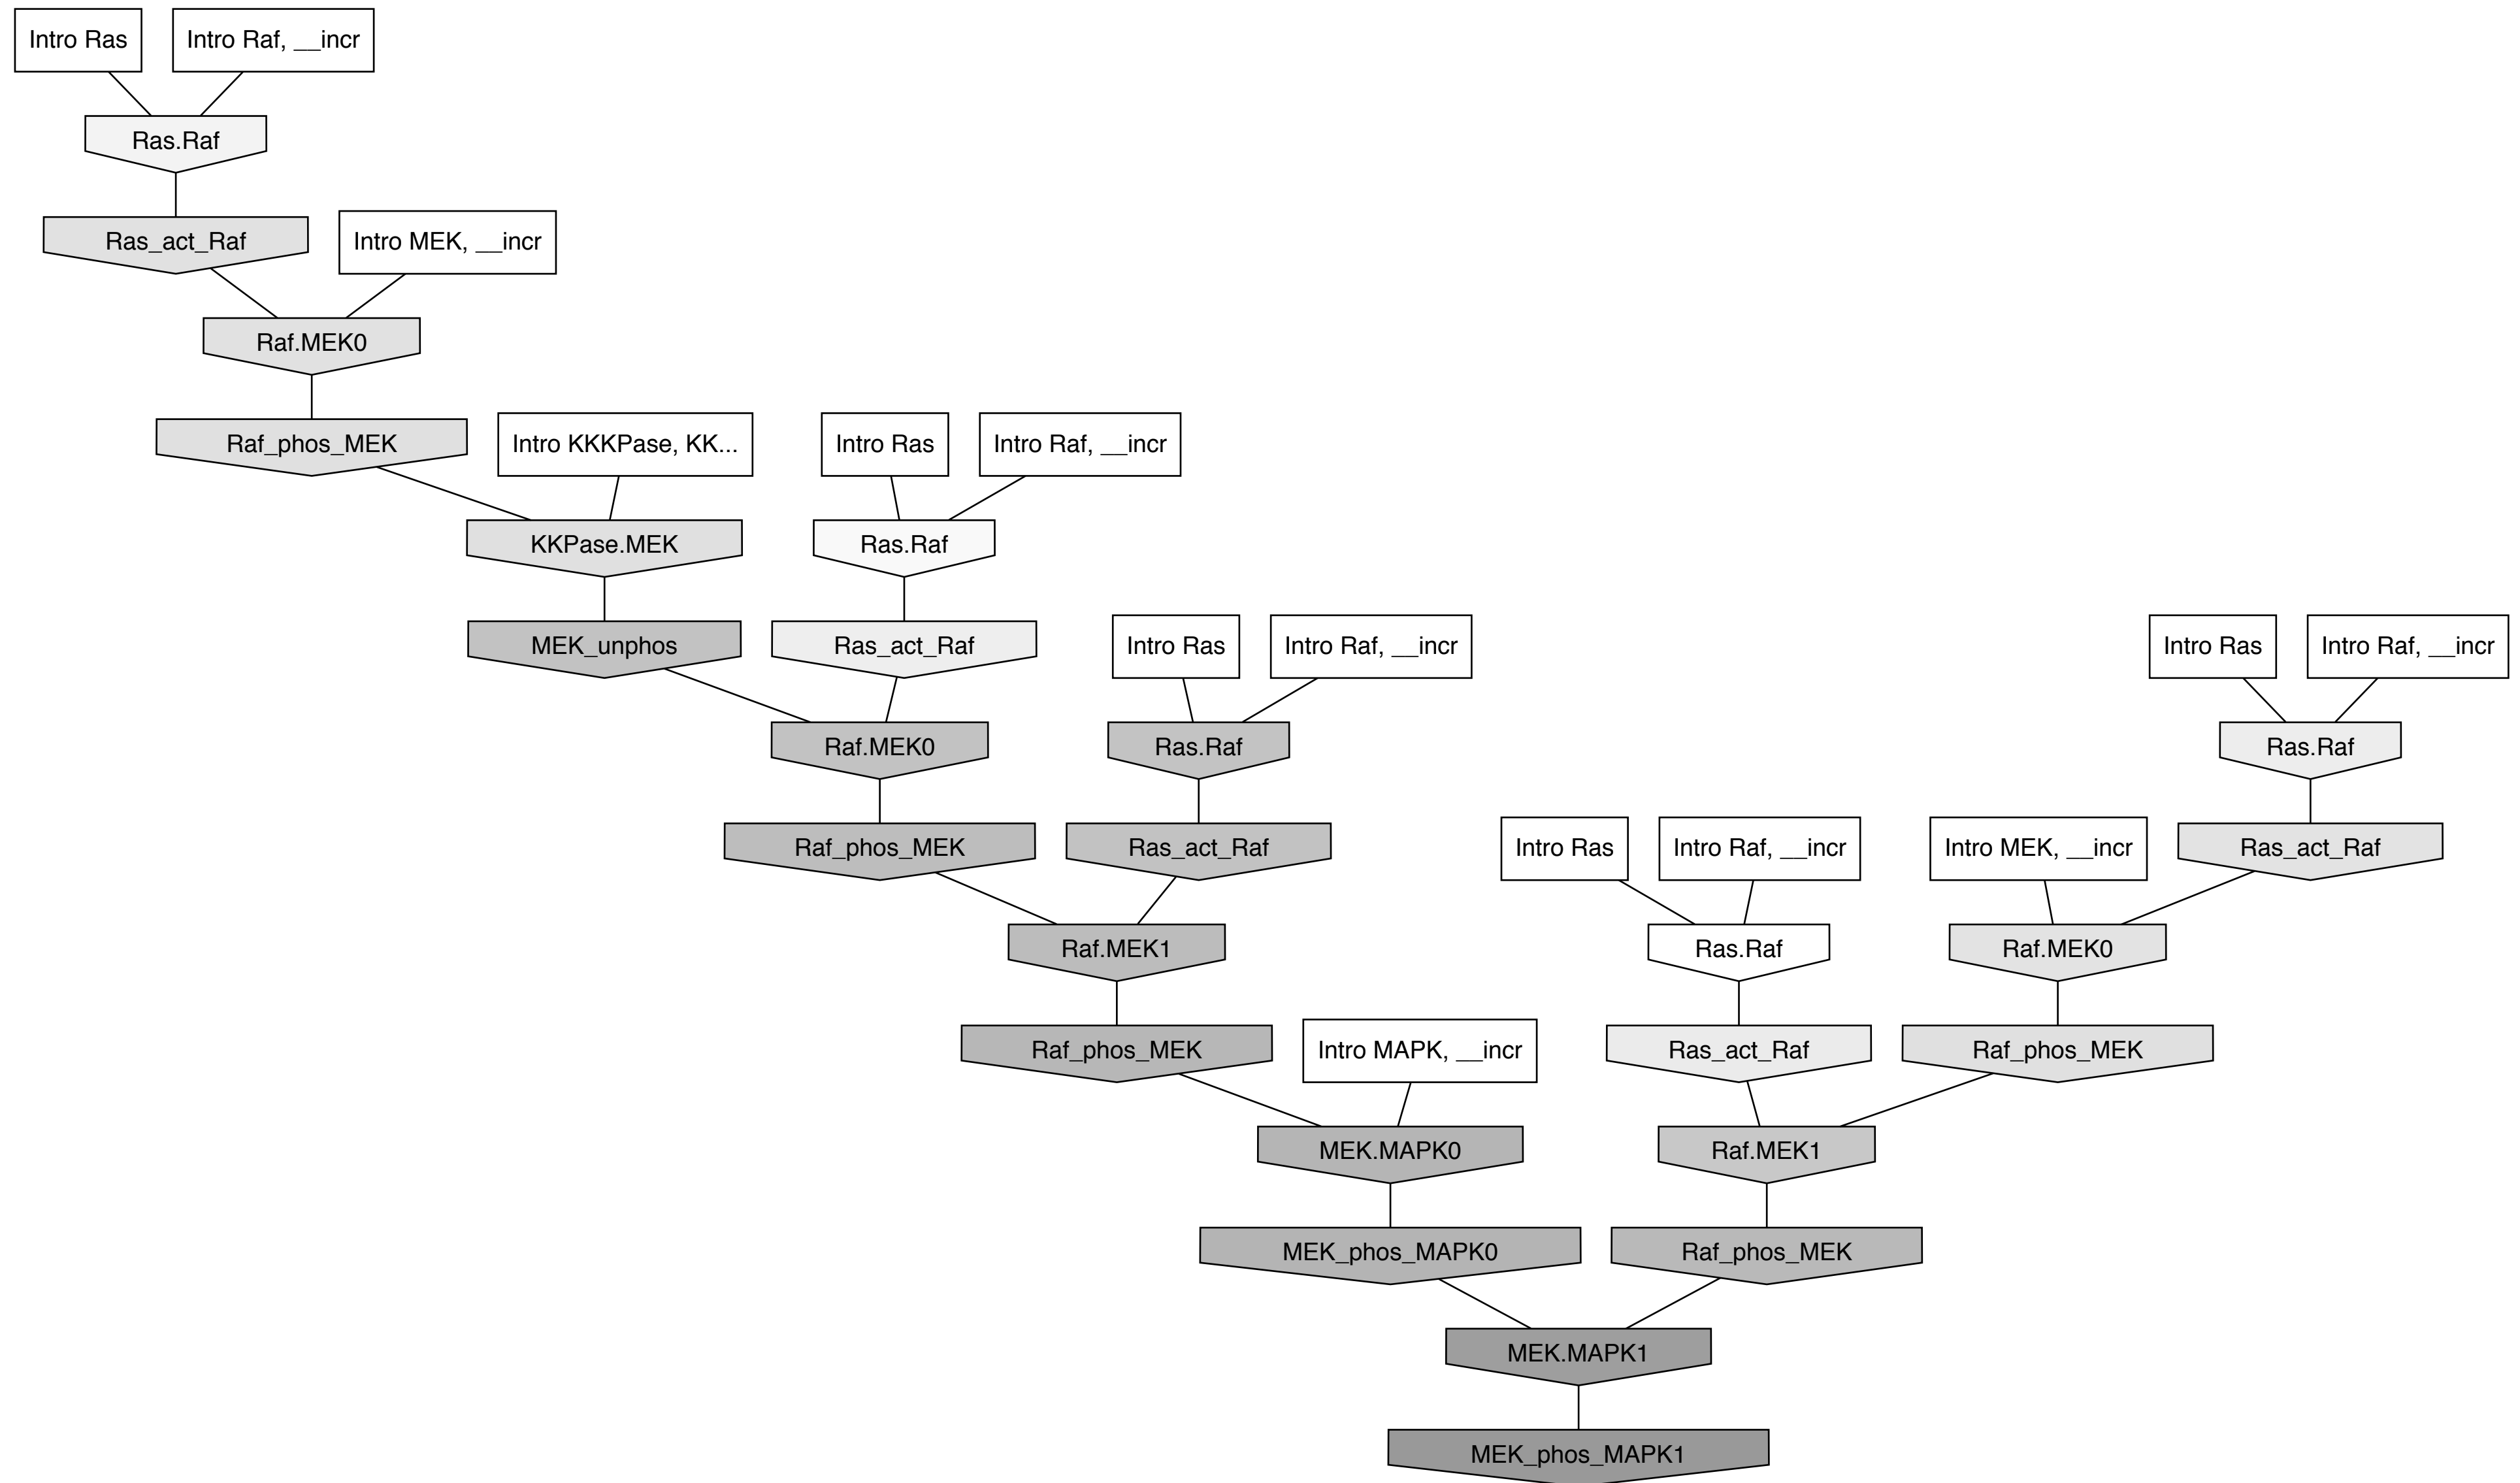 Intro Ras
Intro Raf, __incr
Ras.Raf
Ras_act_Raf
Intro MEK, __incr
Raf.MEK0
Raf_phos_MEK
Intro KKKPase, KK...
Intro Ras
Intro Raf, __incr
KKPase.MEK
Ras.Raf
MEK_unphos
Ras_act_Raf
Intro Ras
Intro Raf, __incr
Intro Ras
Intro Raf, __incr
Raf.MEK0
Ras.Raf
Ras.Raf
Raf_phos_MEK
Ras_act_Raf
Intro Ras
Intro Raf, __incr
Intro MEK, __incr
Ras_act_Raf
Raf.MEK1
Ras.Raf
Raf.MEK0
Raf_phos_MEK
Intro MAPK, __incr
Ras_act_Raf
Raf_phos_MEK
MEK.MAPK0
Raf.MEK1
MEK_phos_MAPK0
Raf_phos_MEK
MEK.MAPK1
MEK_phos_MAPK1